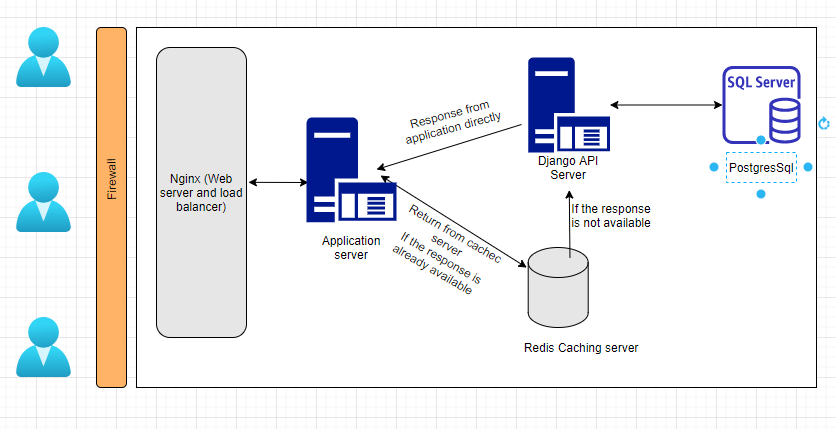 Firewall
Nginx (Web
server and load
balancer)
Application
server
Response from
application directly
Return from cachec
server
If the response is
already available
Django API
Server
If the response
is not available
Redis Caching server
SQL Server
PostgresSql